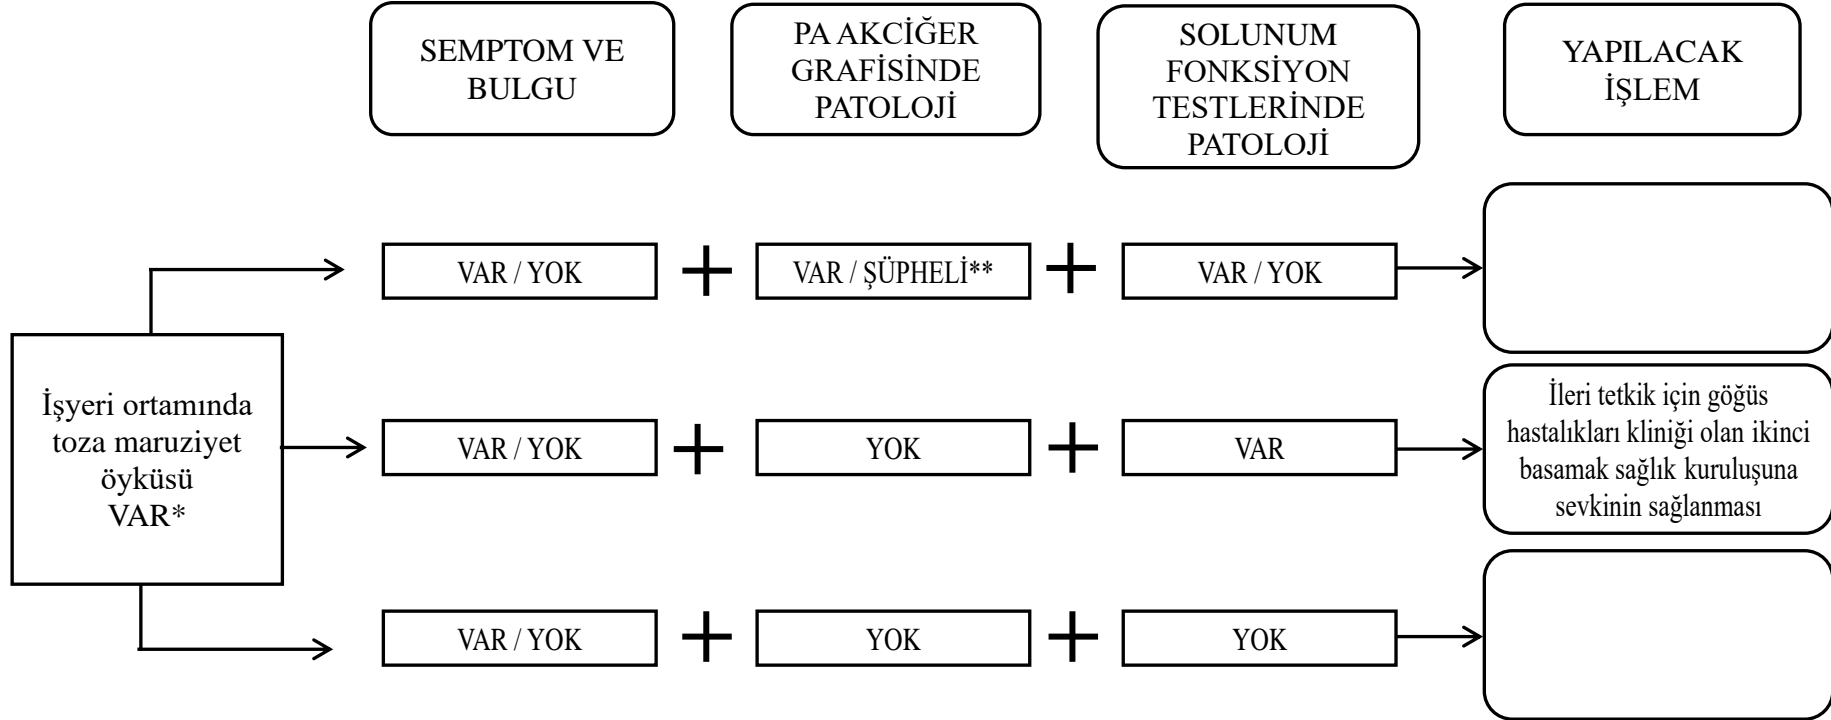 SEMPTOM VE
BULGU
PA AKCİĞER
GRAFİSİNDE
PATOLOJİ
SOLUNUM
FONKSİYON
TESTLERİNDE
PATOLOJİ
YAPILACAK
İŞLEM
VAR / YOK
+
VAR / ŞÜPHELİ**
+
VAR / YOK
İşyeri ortamında
toza maruziyet
öyküsü
VAR*
VAR / YOK
+
YOK
+
VAR
İleri tetkik için göğüs
hastalıkları kliniği olan ikinci
basamak sağlık kuruluşuna
sevkinin sağlanması
VAR / YOK
+
YOK
+
YOK